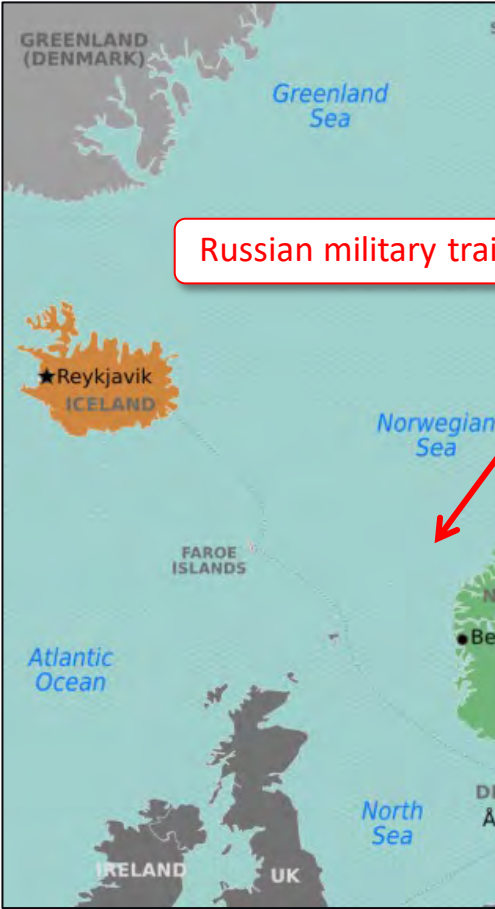 GREENLAND
(DENMARK)
Greenland
Sea
Russian military trai
★Reykjavik
ICELAND
Norwegian
Sea
FAROE
ISLANDS
N
Be
Atlantic
Ocean
North
Sea
Å
IRELAND
UK